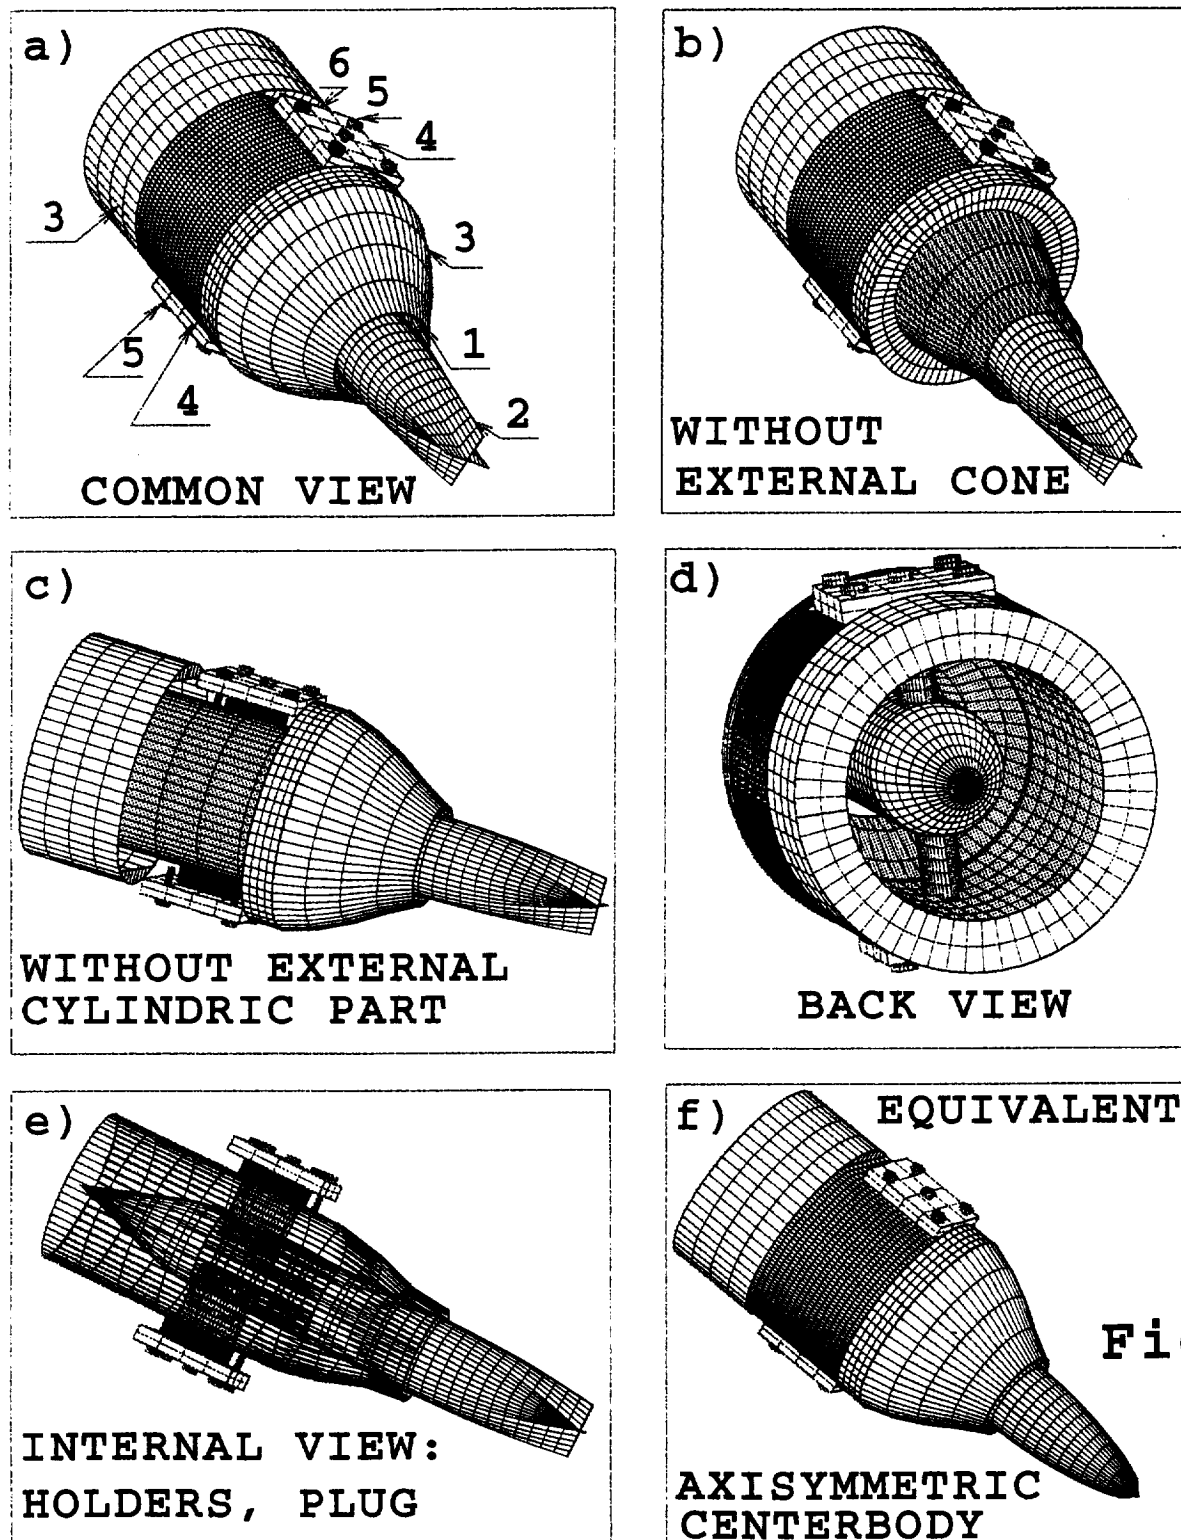 a)
6
5
4
3
3
1
5
4
2
COMMON VIEW
b)
WITHOUT
EXTERNAL CONE
c)
WITHOUT EXTERNAL
CYLINDRIC PART
d)
BACK VIEW
e)
INTERNAL VIEW:
HOLDERS, PLUG
f)
EQUIVALENT
AXISYMMETRIC
CENTERBODY